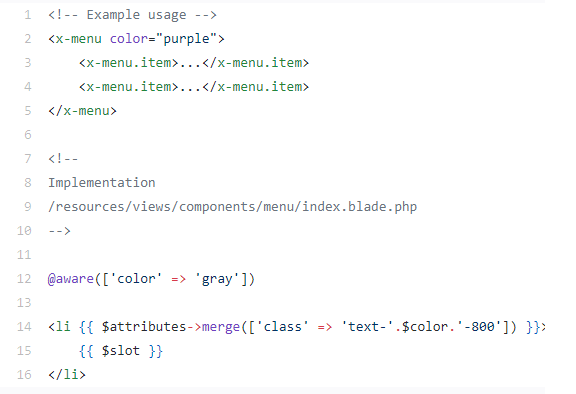 1 <!-- Example usage -->
2 <x-menu color="purple">
3     <x-menu.item>...</x-menu.item>
4     <x-menu.item>...</x-menu.item>
5 </x-menu>
6
7 <!--
8 Implementation
9 /resources/views/components/menu/index.blade.php
10 -->
11
12 @aware(['color' => 'gray'])
13
14 <li {{ $attributes->merge(['class' => 'text-'.$color.'-800']) }}>
15     {{ $slot }}
16 </li>